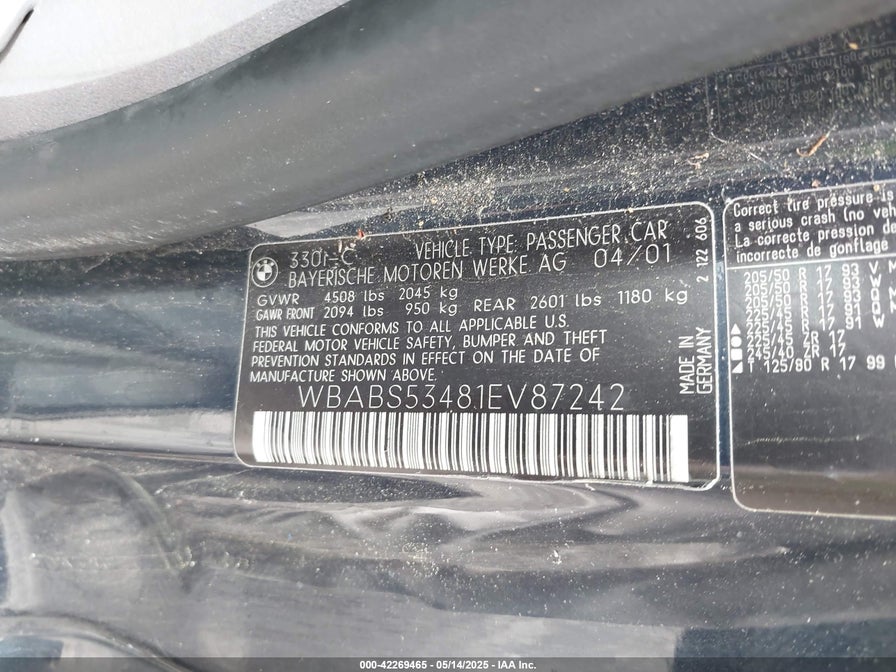 330i-C VEHICLE TYPE: PASSENGER CAR
BAYERISCHE MOTOREN WERKE AG 04/01
GVWR 4508 lbs 2045 kg
GAWR FRONT 2094 lbs 950 kg REAR 2601 lbs 1180 kg
THIS VEHICLE CONFORMS TO ALL APPLICABLE U.S.
FEDERAL MOTOR VEHICLE SAFETY, BUMPER AND THEFT
PREVENTION STANDARDS IN EFFECT ON THE DATE OF
MANUFACTURE SHOWN ABOVE.
WBABS53481EV87242
2 122 606
MADE IN
GERMANY
Correct tire pressure is
a serious crash (no val
La correcte pression de
incorrecte de gonflage
205/50 R 17 93 V
205/50 R 17 93
205/50 R 17 93
225/45 R 17 91
225/45 R 17 91 W
225/45 ZR 17
245/40 ZR 17
T 125/80 R 17 99
000-42269465 - 05/14/2025 - IAA Inc.